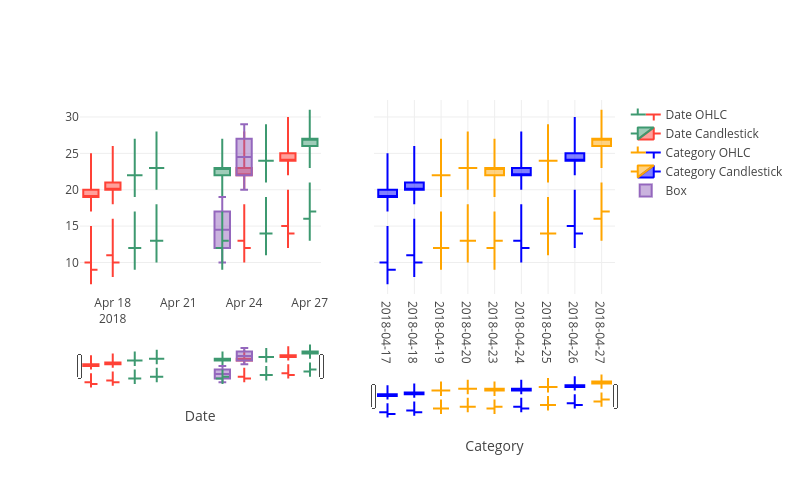 30
25
20
15
10
Apr 18
2018
Apr 21
Apr 24
Apr 27
Date
2018-04-17
2018-04-18
2018-04-19
2018-04-20
2018-04-23
2018-04-24
2018-04-25
2018-04-26
2018-04-27
Category
Date OHLC
Date Candlestick
Category OHLC
Category Candlestick
Box